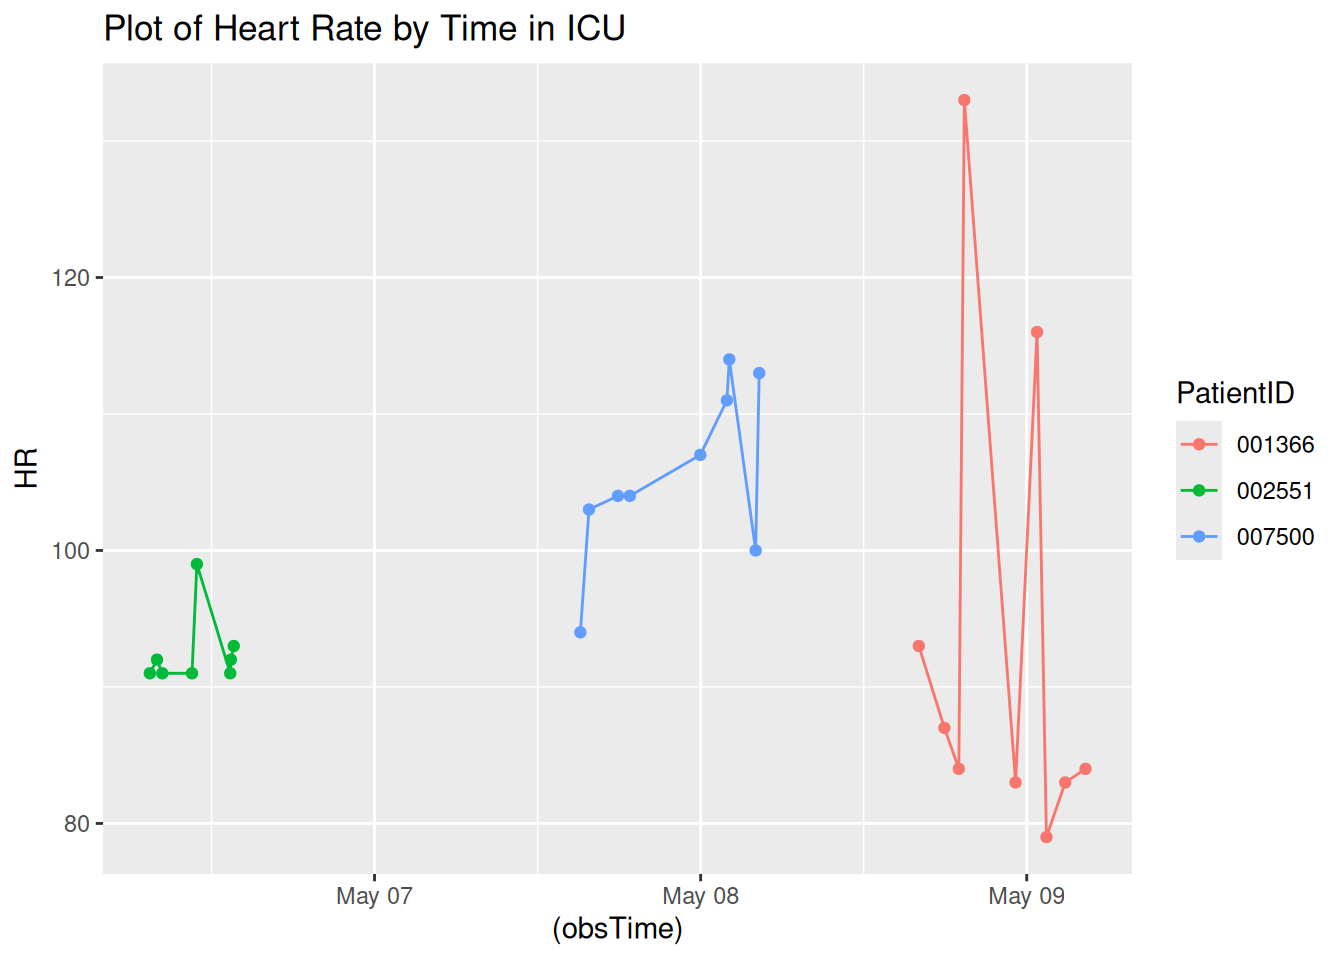 Plot of Heart Rate by Time in ICU
HR
120
100
80
May 07
May 08
May 09
(obsTime)
PatientID
001366
002551
007500